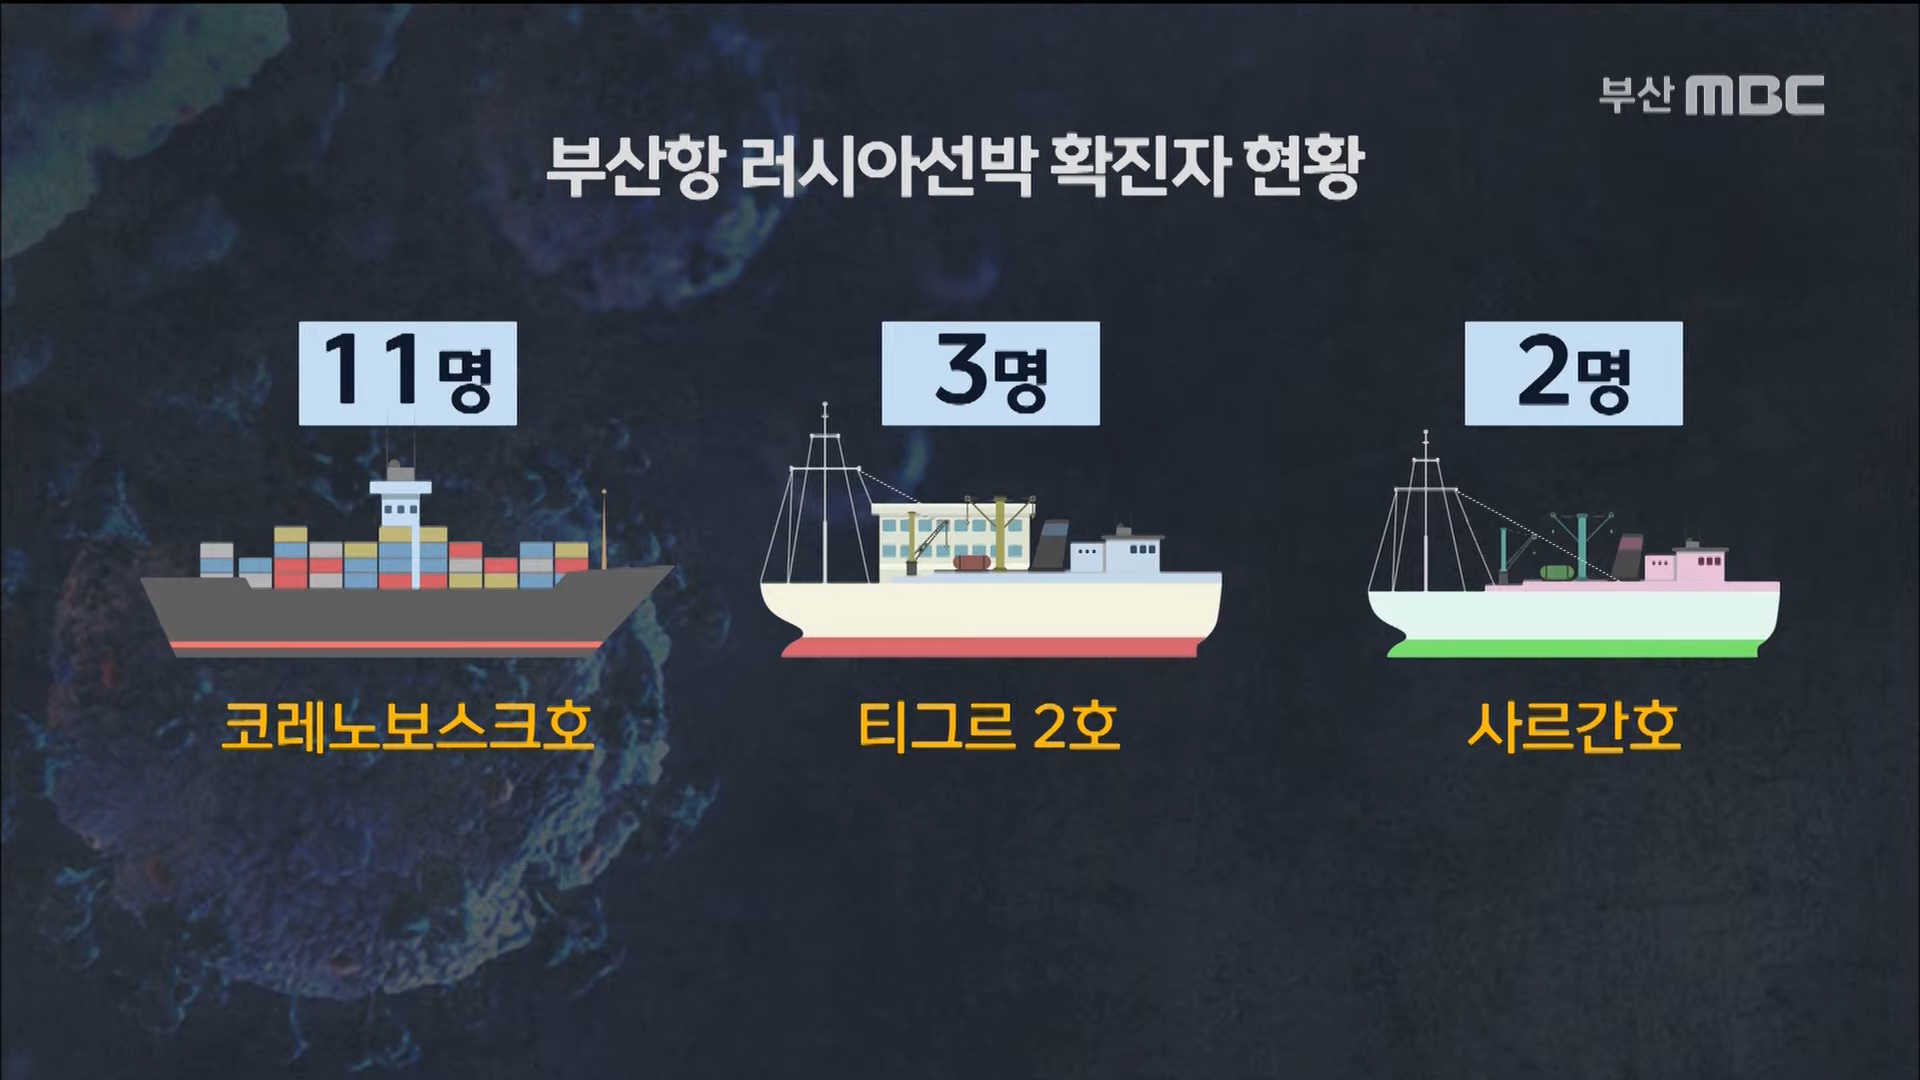 부산 MBC
부산항 러시아선박 확진자 현황
11명
3명
2명
코레노보스크호
티그르 2호
사르간호